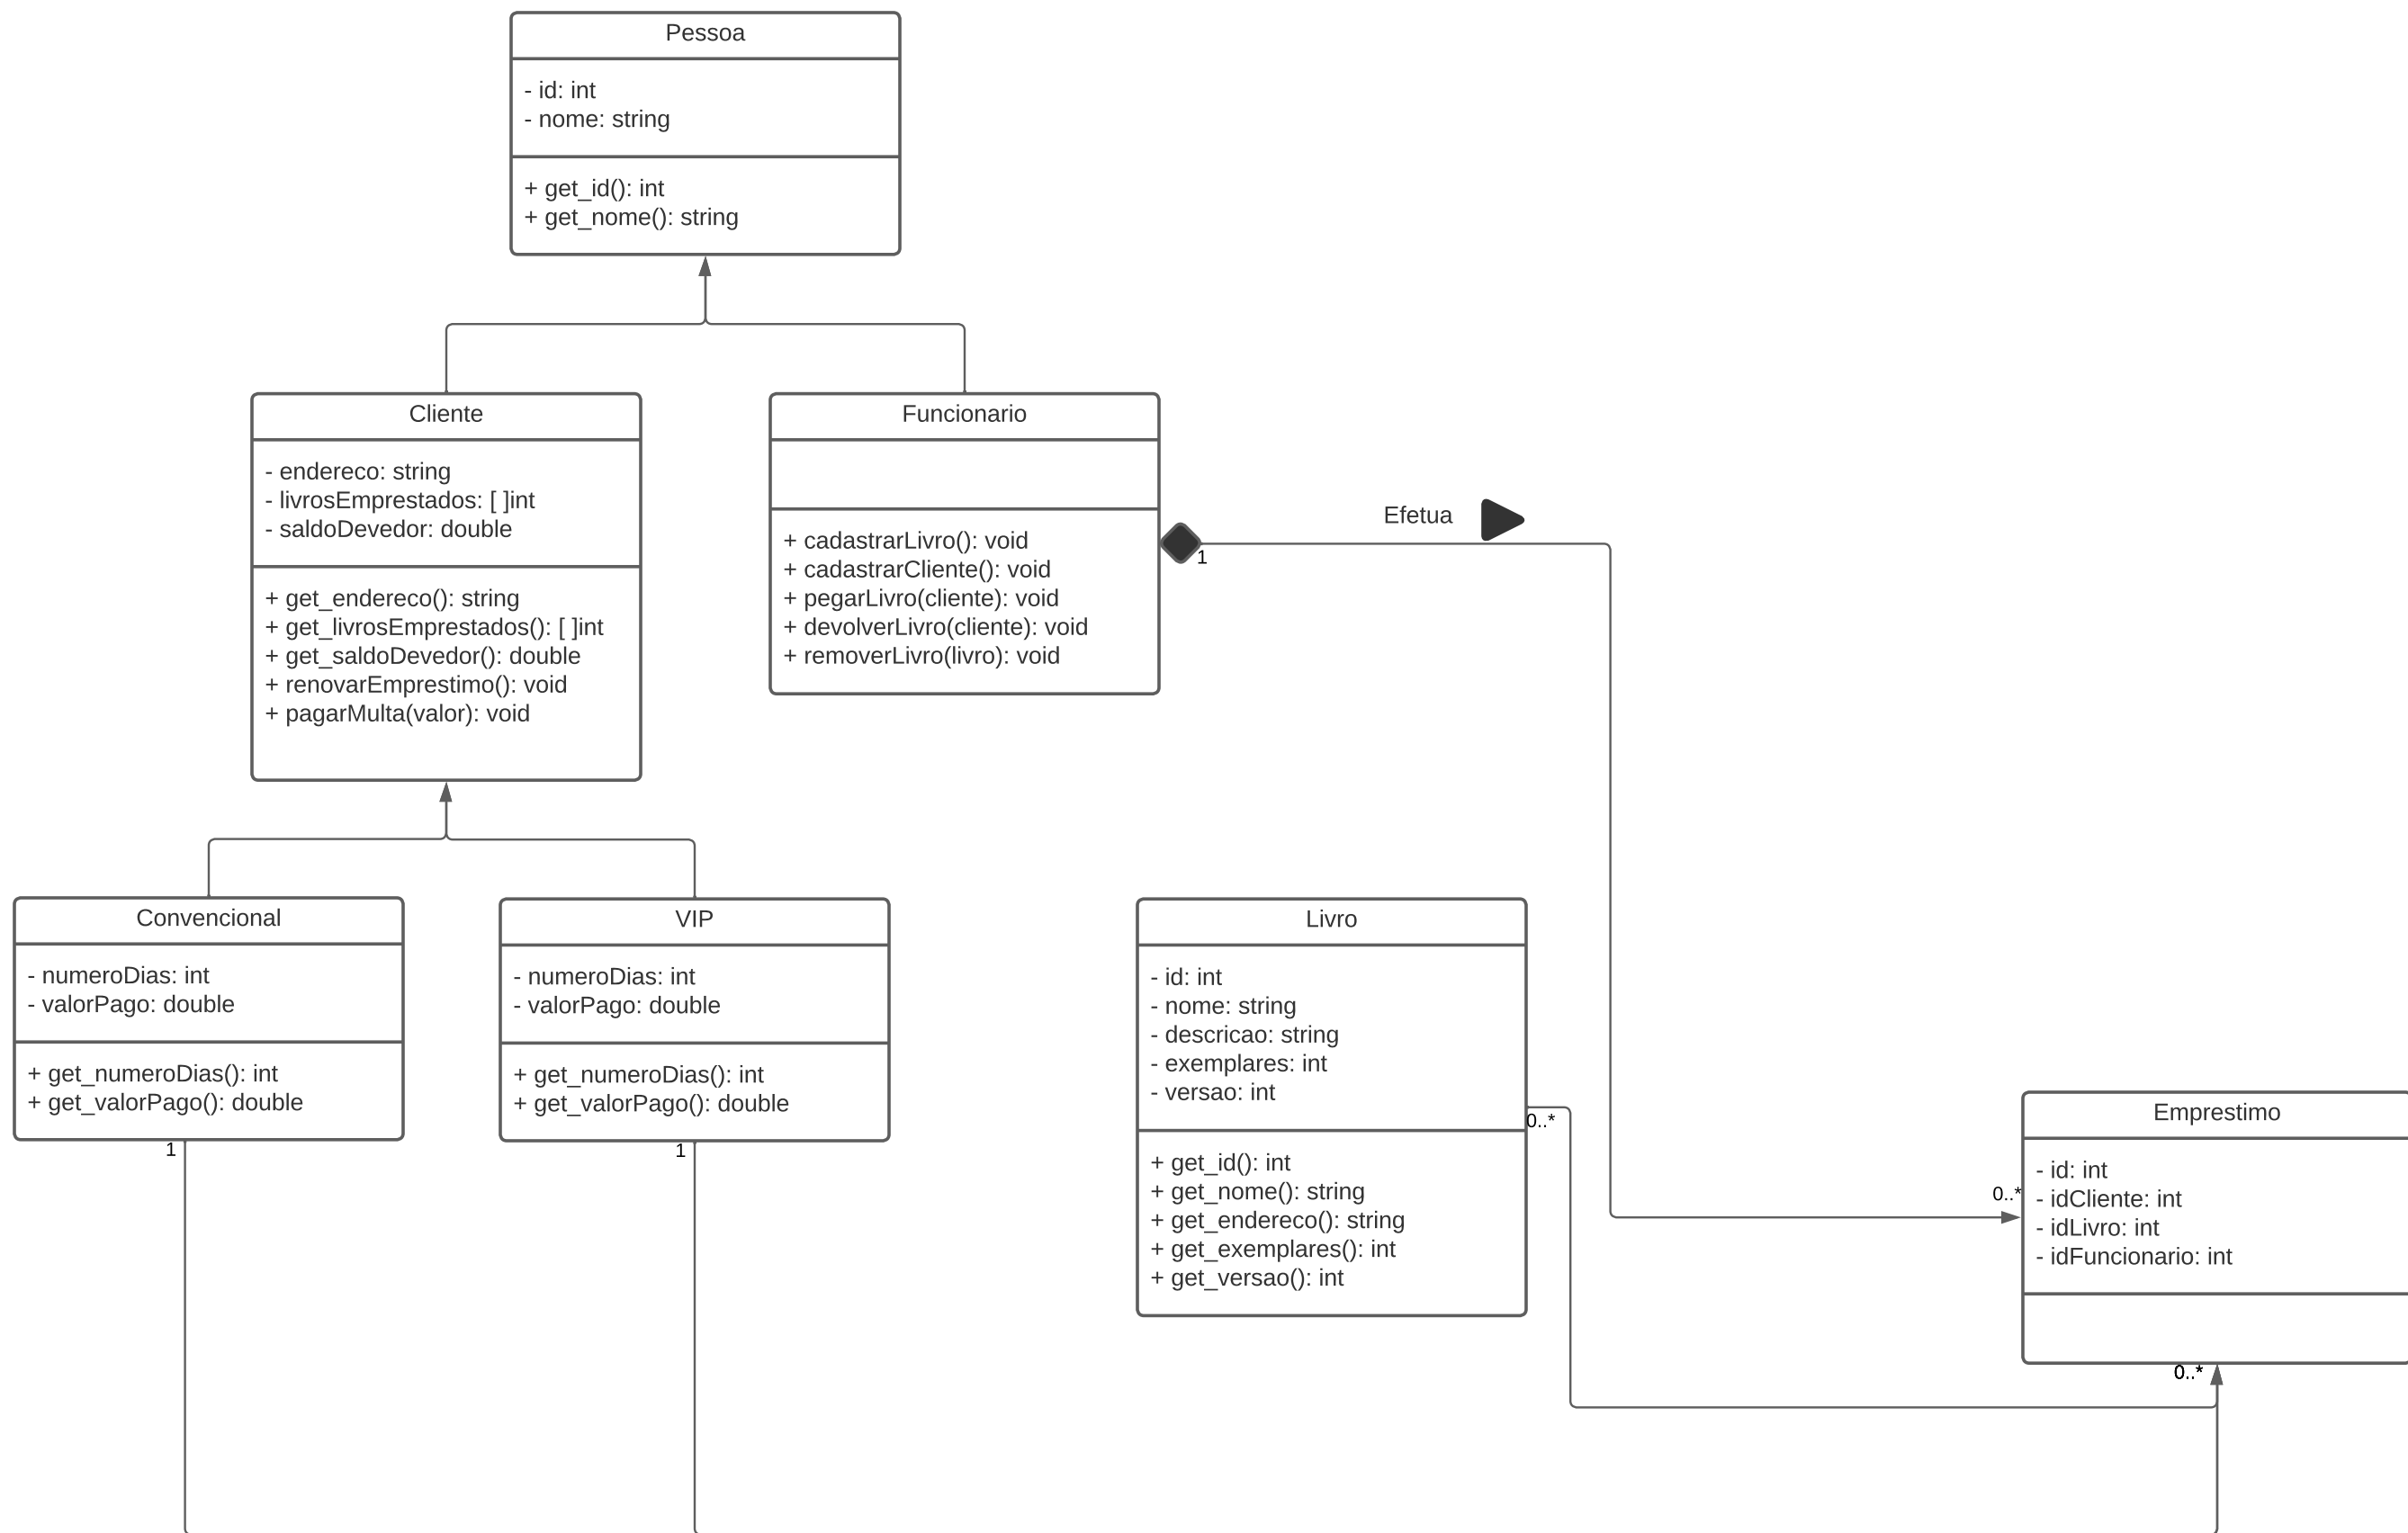 Pessoa
- id: int
- nome: string
+ get_id(): int
+ get_nome(): string
Cliente
- endereco: string
- livrosEmprestados: [ ]int
- saldoDevedor: double
+ get_endereco(): string
+ get_livrosEmprestados(): [ ]int
+ get_saldoDevedor(): double
+ renovarEmprestimo(): void
+ pagarMulta(valor): void
Funcionario
+ cadastrarLivro(): void
+ cadastrarCliente(): void
+ pegarLivro(cliente): void
+ devolverLivro(cliente): void
+ removerLivro(livro): void
Efetua
1
Convencional
- numeroDias: int
- valorPago: double
+ get_numeroDias(): int
+ get_valorPago(): double
1
VIP
- numeroDias: int
- valorPago: double
+ get_numeroDias(): int
+ get_valorPago(): double
1
Livro
- id: int
- nome: string
- descricao: string
- exemplares: int
- versao: int
+ get_id(): int
+ get_nome(): string
+ get_endereco(): string
+ get_exemplares(): int
+ get_versao(): int
0..*
0..*
Emprestimo
- id: int
- idCliente: int
- idLivro: int
- idFuncionario: int
0..*